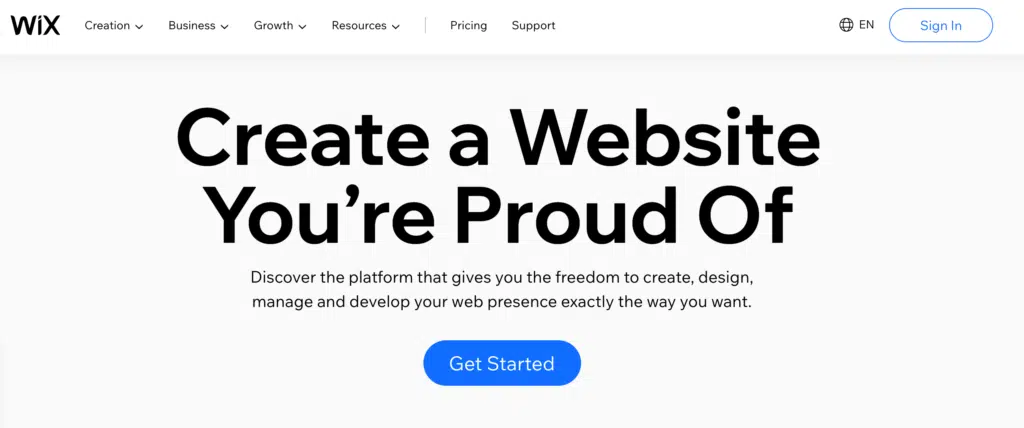 WiX
Creation
Business
Growth
Resources
Pricing
Support
EN
Sign In
Create a Website
You’re Proud Of
Discover the platform that gives you the freedom to create, design,
manage and develop your web presence exactly the way you want.
Get Started